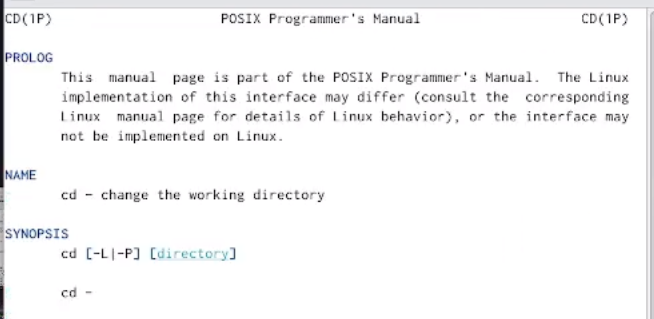 CD(1P) POSIX Programmer's Manual CD(1P)
PROLOG
This manual page is part of the POSIX Programmer's Manual. The Linux
implementation of this interface may differ (consult the corresponding
Linux manual page for details of Linux behavior), or the interface may
not be implemented on Linux.
NAME
cd - change the working directory
SYNOPSIS
cd [-L|-P] [directory]
cd -